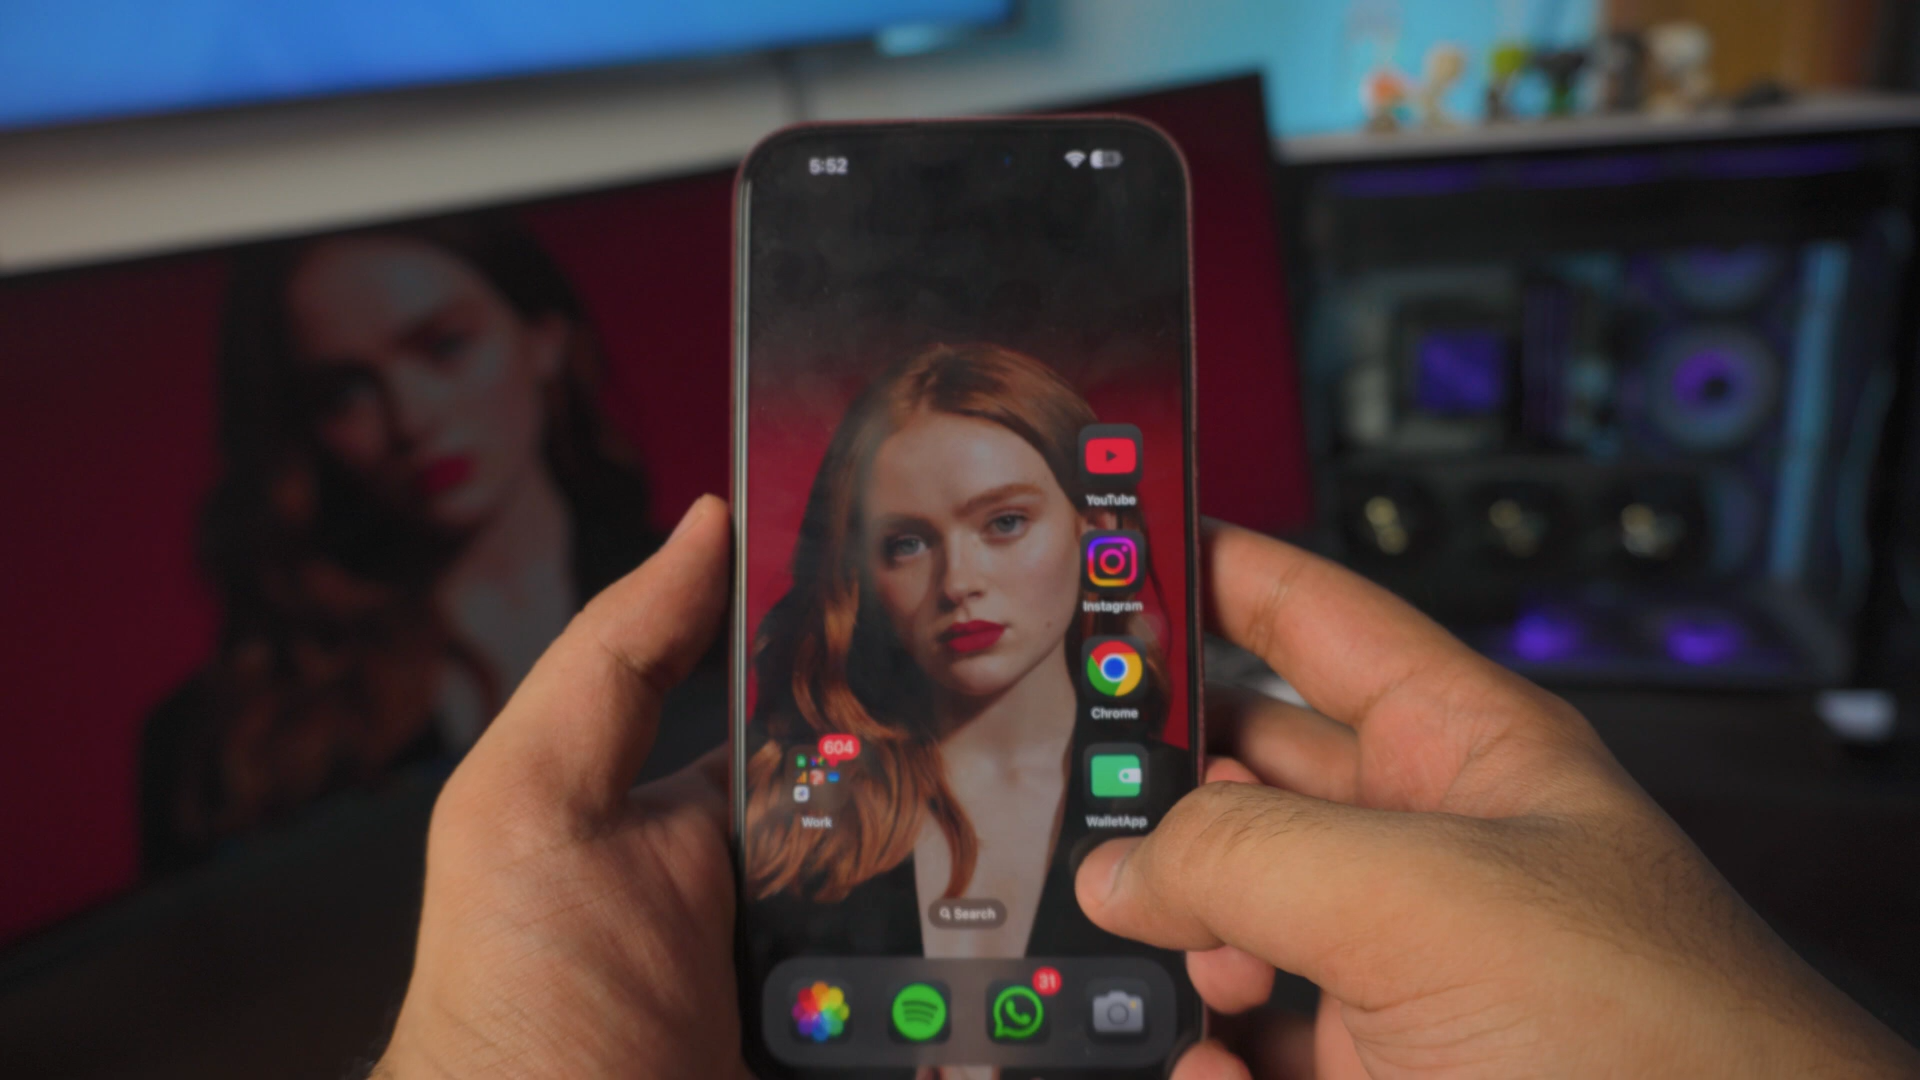 5:52
YouTube
Instagram
Chrome
604
Work
WalletApp
Search
31